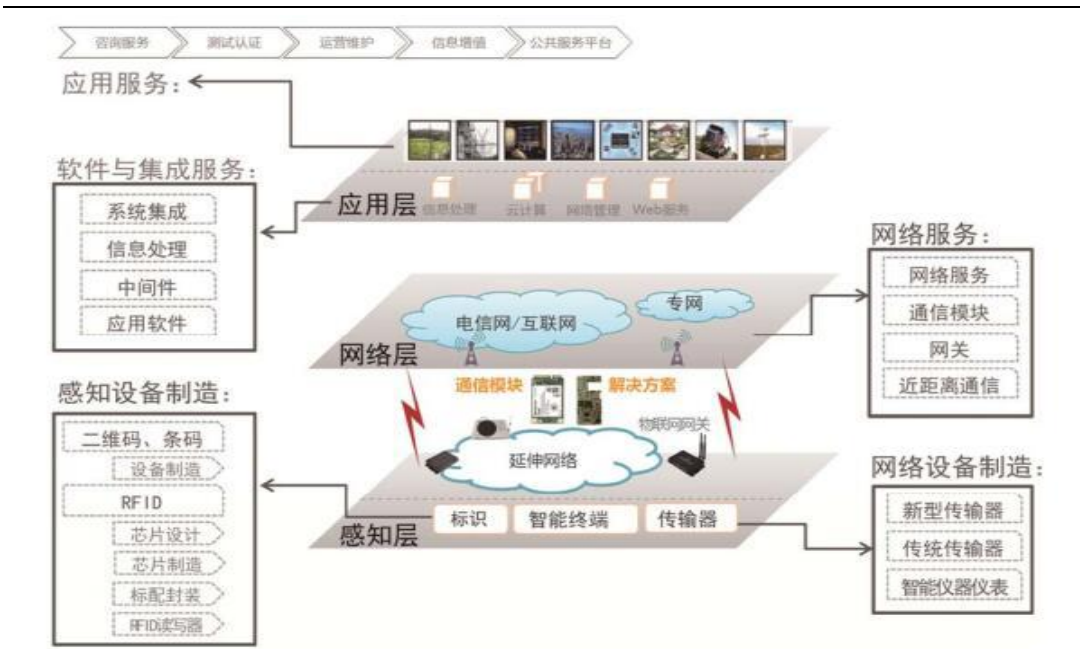 咨询服务
测试认证
运营维护
信息增值
公共服务平台
应用服务：
软件与集成服务：
系统集成
信息处理
中间件
应用软件
应用层
信息处理
云计算
网络管理
Web服务
网络服务：
网络服务
通信模块
网关
近距离通信
电信网/互联网
专网
网络层
通信模块
解决方案
物联网网关
延伸网络
感知设备制造：
二维码、条码
设备制造
RFID
芯片设计
芯片制造
标配封装
RFID读写器
标识
智能终端
传输器
感知层
网络设备制造：
新型传输器
传统传输器
智能仪器仪表